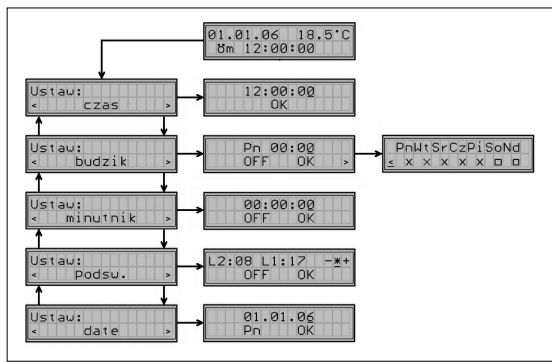 01.01.06 18.5°C
♉m 12:00:00
Ustaw:
< czas >
12:00:00
OK
Ustaw:
< budzik >
Pn 00:00
OFF OK >
PnWtSrCzPiSoNd
< x x x x x □ □
Ustaw:
< minutnik >
00:00:00
OFF OK
Ustaw:
< Podsw. >
L2:08 L1:17 -*+
OFF OK
Ustaw:
< date >
01.01.06
Pn OK